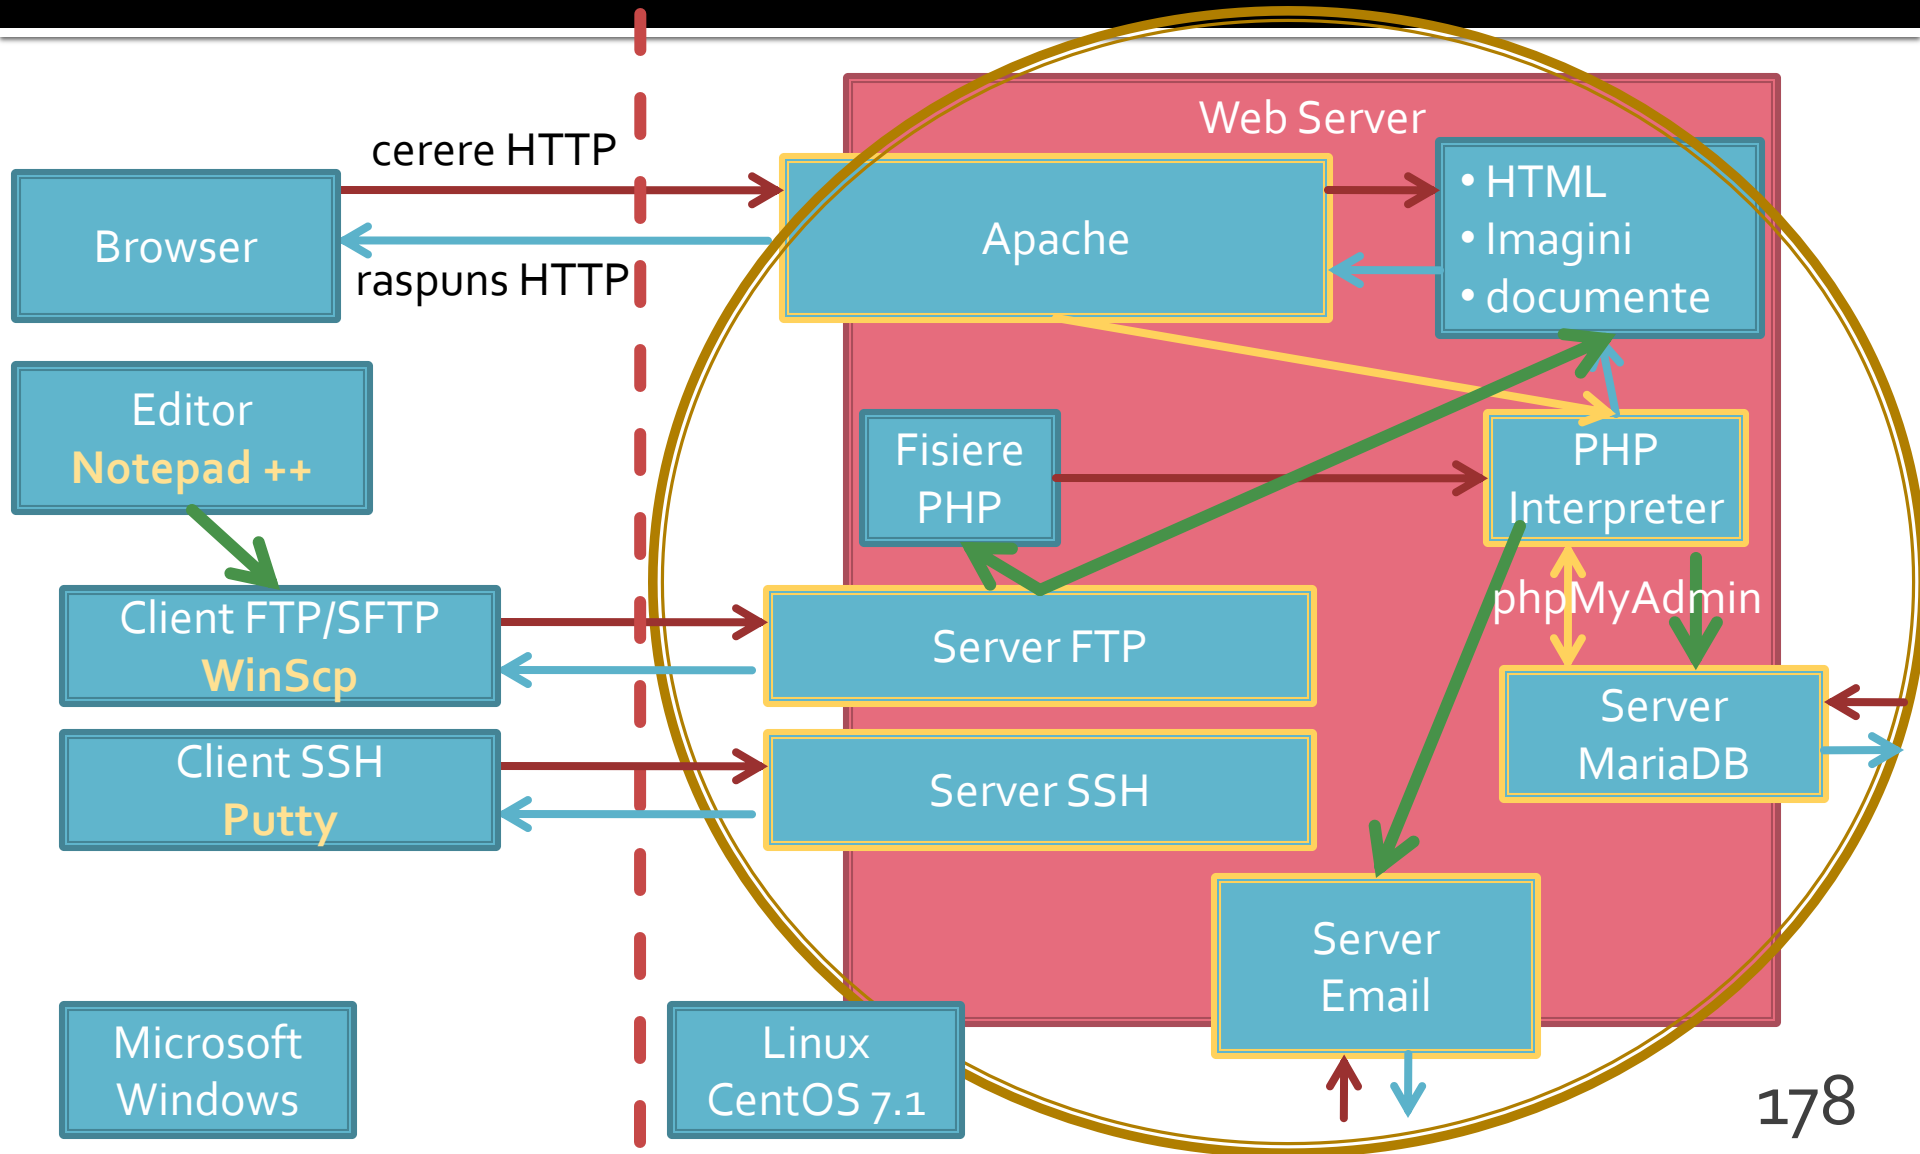 Web Server
cerere HTTP
raspuns HTTP
Browser
Apache
• HTML
• Imagini
• documente
Editor
Notepad ++
Fisiere
PHP
PHP
Interpreter
phpMyAdmin
Client FTP/SFTP
WinScp
Server FTP
Server
MariaDB
Client SSH
Putty
Server SSH
Server
Email
Microsoft
Windows
Linux
CentOS 7.1
178